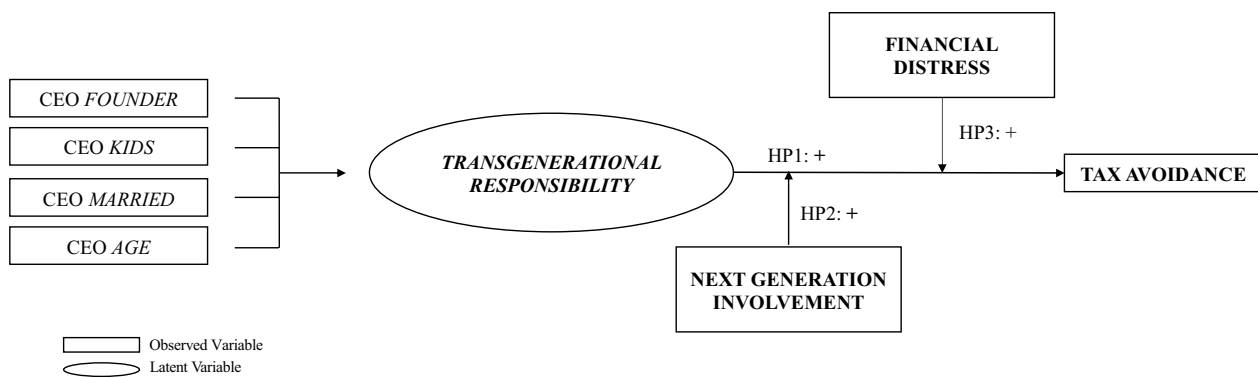 CEO FOUNDER
CEO KIDS
CEO MARRIED
CEO AGE
TRANSGENERATIONAL
RESPONSIBILITY
HP1: +
HP2: +
NEXT GENERATION
INVOLVEMENT
FINANCIAL
DISTRESS
HP3: +
TAX AVOIDANCE
Observed Variable
Latent Variable